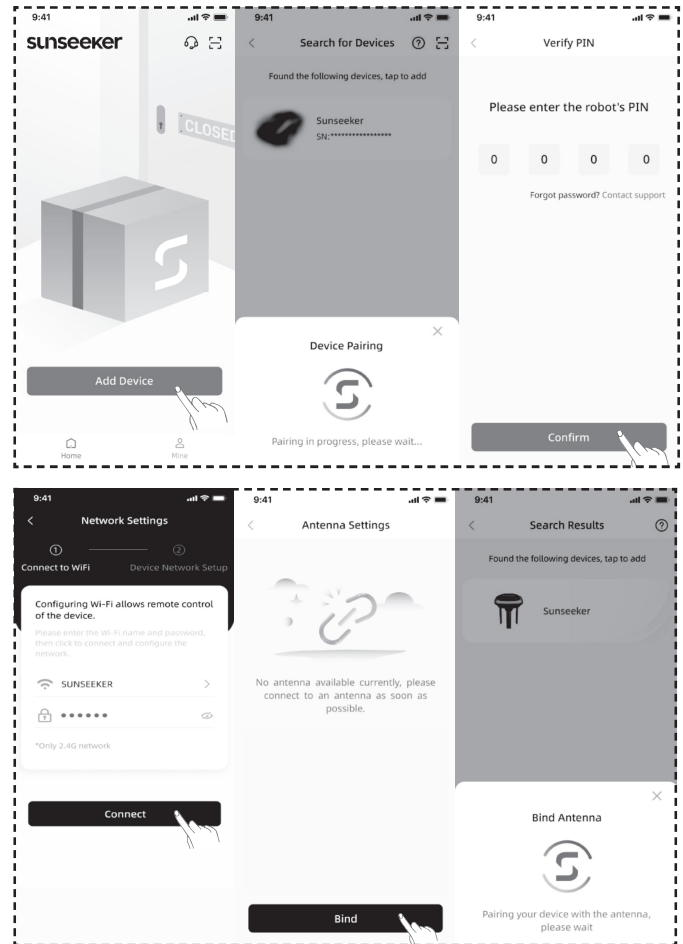 9:41
sunseeker
CLOSED
Add Device
Home
Mine
9:41
Search for Devices
Found the following devices, tap to add
Sunseeker
SN:*****************
Device Pairing
Pairing in progress, please wait...
9:41
Verify PIN
Please enter the robot's PIN
0 0 0 0
Forgot password? Contact support
Confirm
9:41
Network Settings
1 2
Connect to WiFi Device Network Setup
Configuring Wi-Fi allows remote control
of the device.
Please enter the Wi-Fi name and password,
then click to connect and configure the
network.
SUNSEEKER
*Only 2.4G network
Connect
9:41
Antenna Settings
No antenna available currently, please
connect to an antenna as soon as
possible.
Bind
9:41
Search Results
Found the following devices, tap to add
Sunseeker
Bind Antenna
Pairing your device with the antenna,
please wait